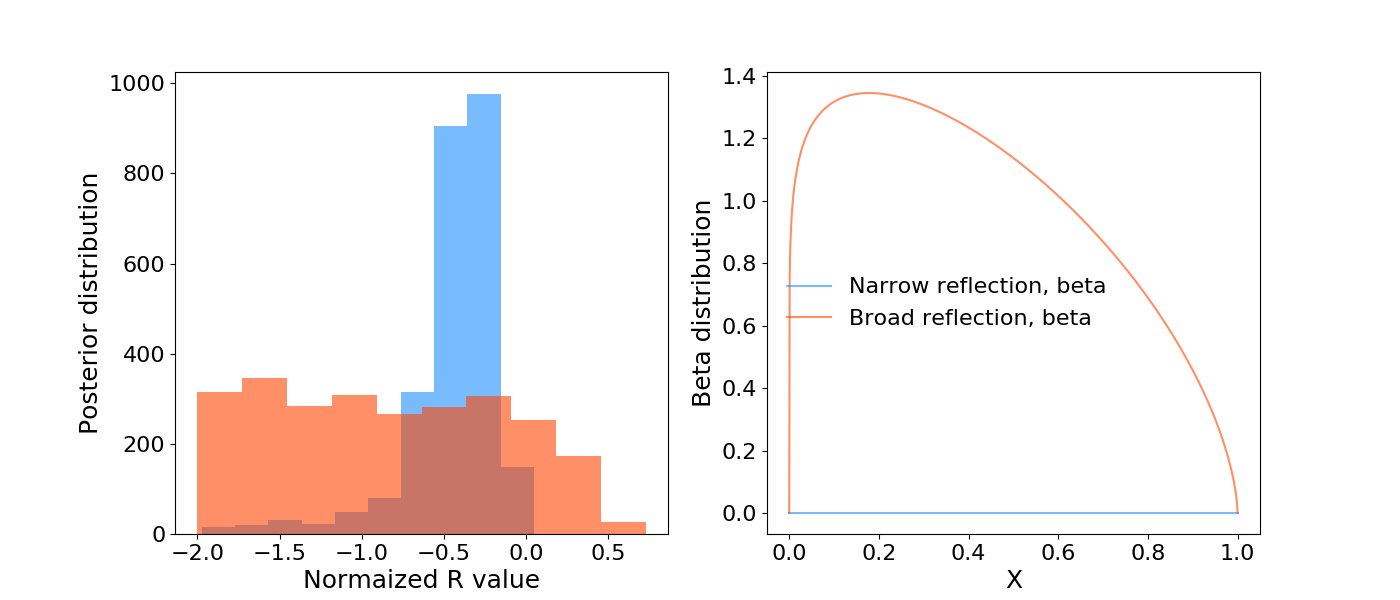 Posterior distribution
1000
800
600
400
200
0
−2.0 −1.5 −1.0 −0.5 0.0 0.5
Normaized R value
Beta distribution
1.4
1.2
1.0
0.8
0.6
0.4
0.2
0.0
Narrow reflection, beta
Broad reflection, beta
0.0 0.2 0.4 0.6 0.8 1.0
X